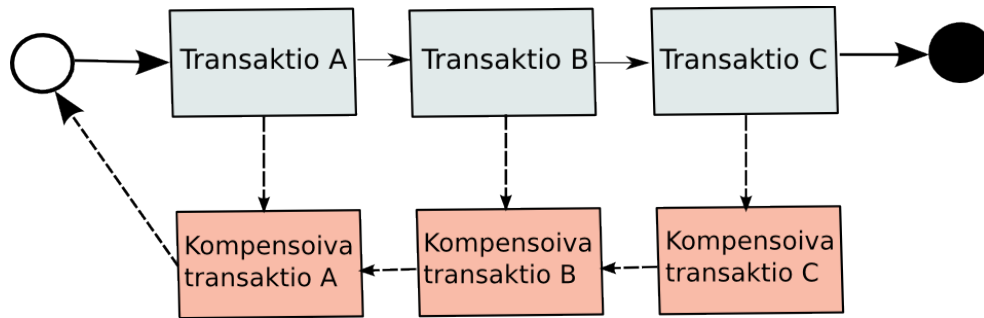 Transaktio A
Transaktio B
Transaktio C
Kompensoiva
transaktio A
Kompensoiva
transaktio B
Kompensoiva
transaktio C